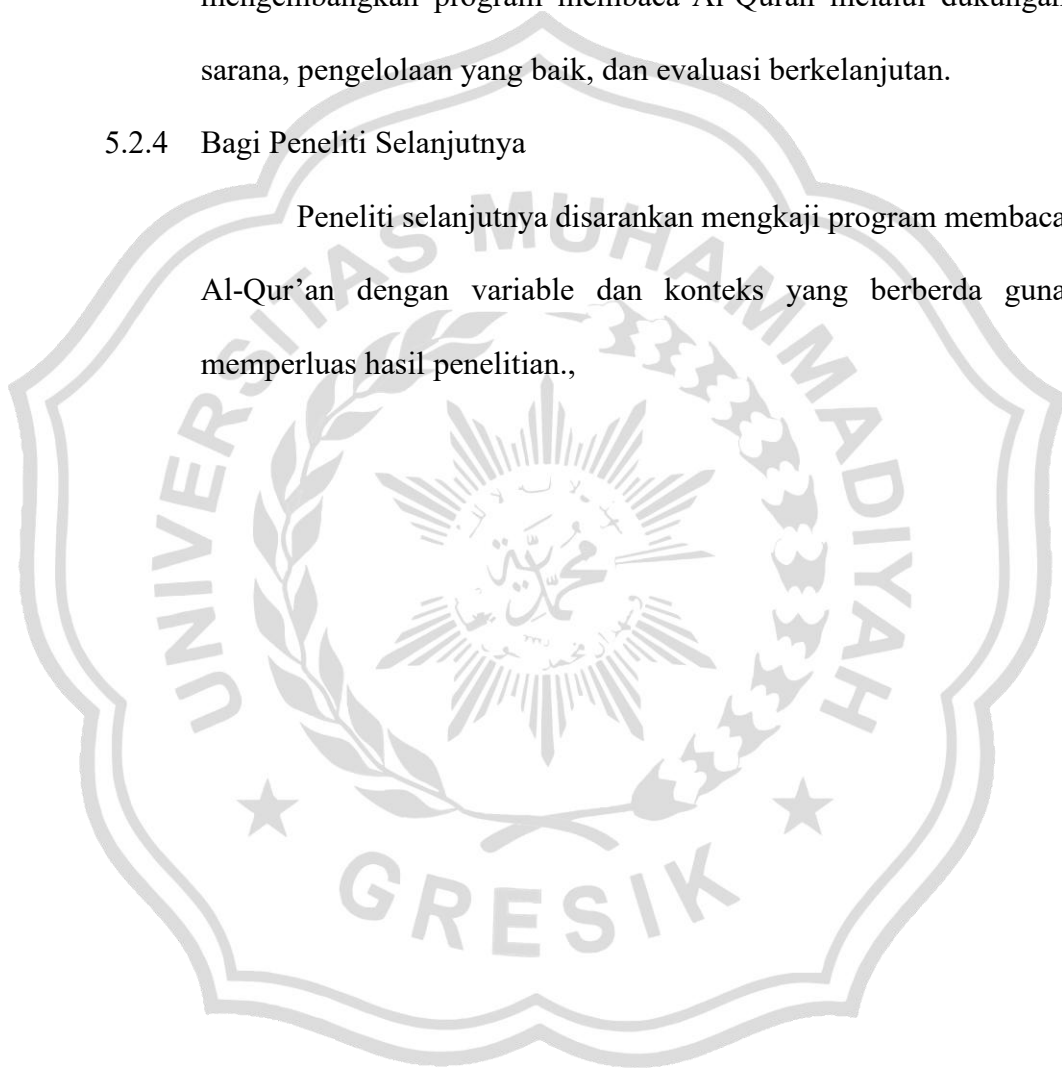 mengembangkan program membaca Al-Quran melalui dukungan
sarana, pengelolaan yang baik, dan evaluasi berkelanjutan.
5.2.4 Bagi Peneliti Selanjutnya
Peneliti selanjutnya disarankan mengkaji program membaca
Al-Qur’an dengan variable dan konteks yang berberda guna
memperluas hasil penelitian.,
UNIVERSITAS MUHAMMADIYAH
GRESIK